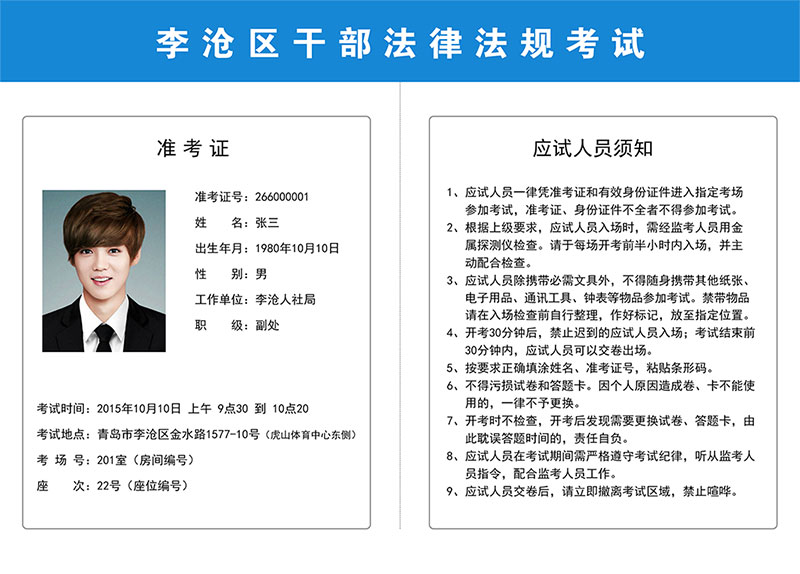 李沧区干部法律法规考试
准考证
准考证号：266000001
姓　　名：张三
出生年月：1980年10月10日
性　　别：男
工作单位：李沧人社局
职　　级：副处
考试时间：2015年10月10日 上午 9点30 到 10点20
考试地点：青岛市李沧区金水路1577-10号（虎山体育中心东侧）
考 场 号：201室（房间编号）
座　　次：22号（座位编号）
应试人员须知
1、应试人员一律凭准考证和有效身份证件进入指定考场
参加考试，准考证、身份证件不全者不得参加考试。
2、根据上级要求，应试人员入场时，需经监考人员用金
属探测仪检查。请于每场开考前半小时内入场，并主
动配合检查。
3、应试人员除携带必需文具外，不得随身携带其他纸张、
电子用品、通讯工具、钟表等物品参加考试。禁带物品
请在入场检查前自行整理，作好标记，放至指定位置。
4、开考30分钟后，禁止迟到的应试人员入场；考试结束前
30分钟内，应试人员可以交卷出场。
5、按要求正确填涂姓名、准考证号，粘贴条形码。
6、不得污损试卷和答题卡。因个人原因造成卷、卡不能使
用的，一律不予更换。
7、开考时不检查，开考后发现需要更换试卷、答题卡，由
此耽误答题时间的，责任自负。
8、应试人员在考试期间需严格遵守考试纪律，听从监考人
员指令，配合监考人员工作。
9、应试人员交卷后，请立即撤离考试区域，禁止喧哗。